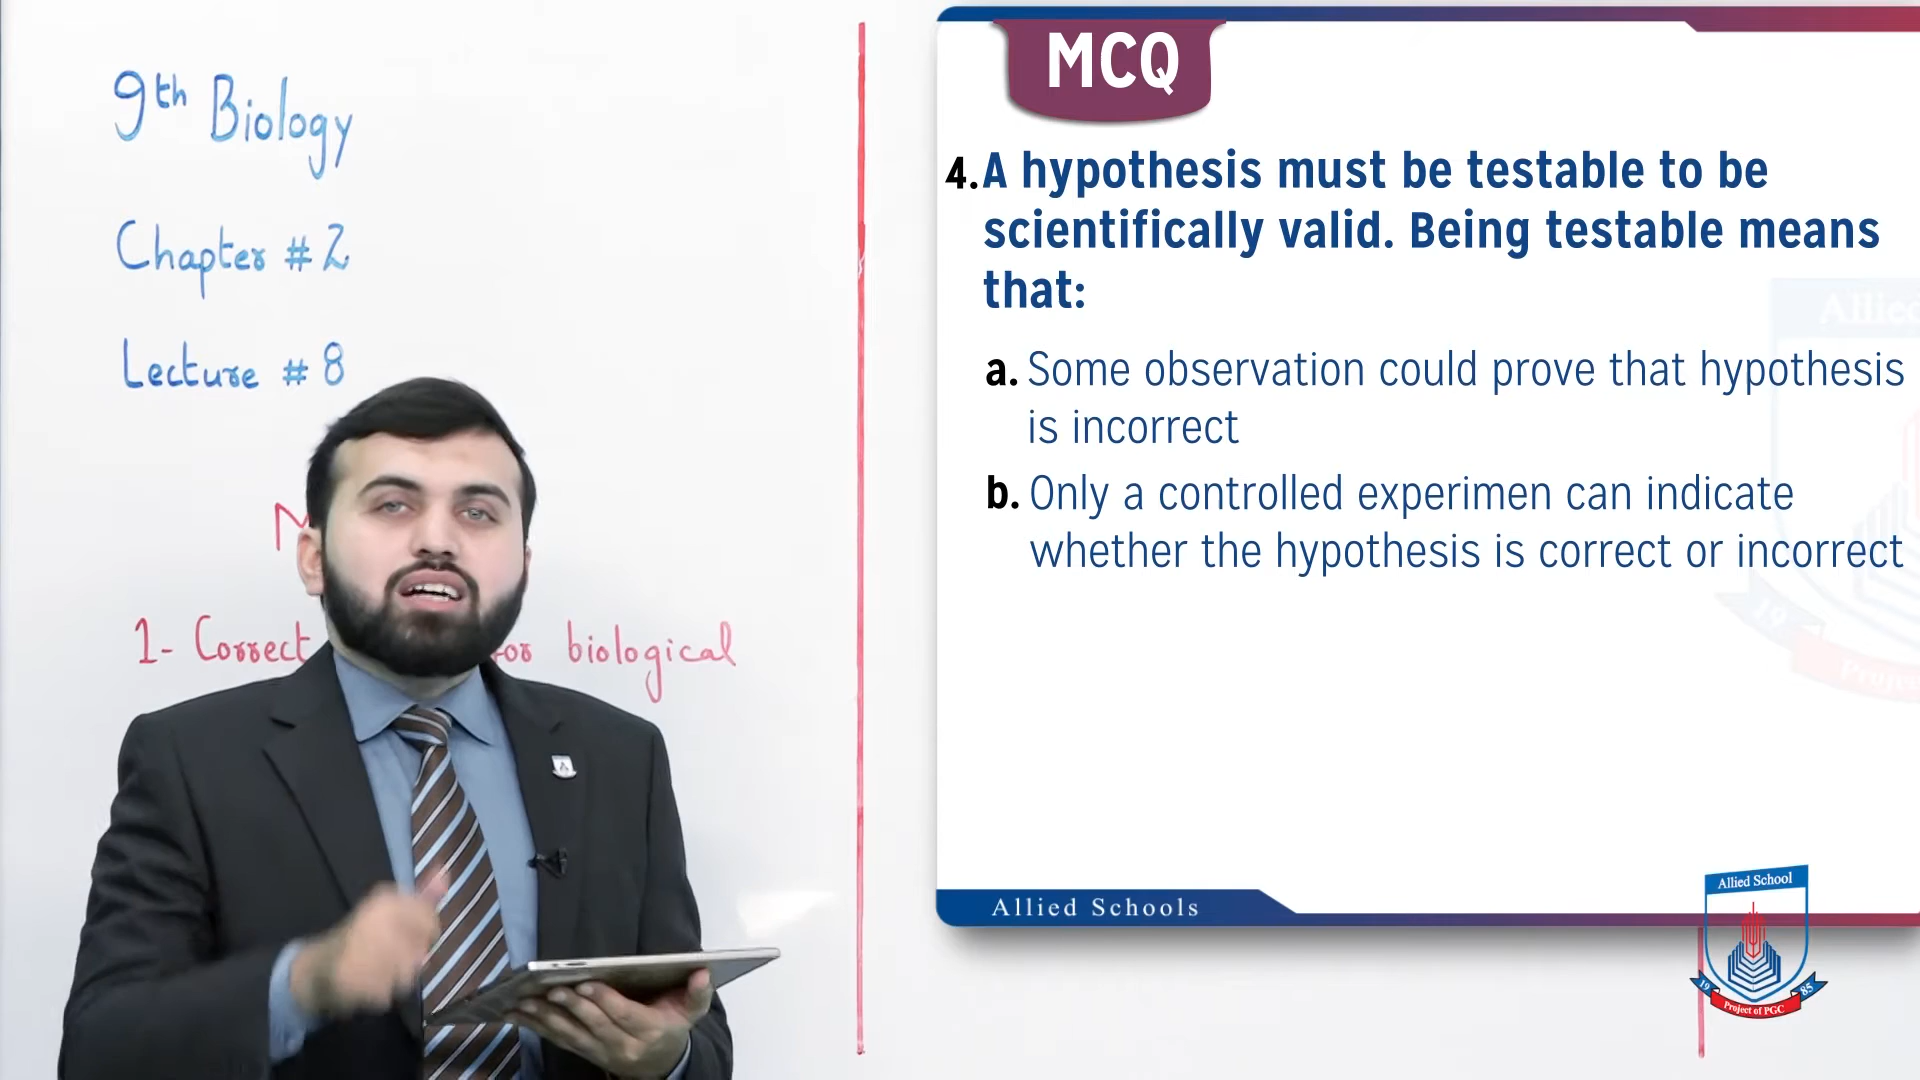 9th Biology
Chapter # 2
Lecture # 8
1- Correct
biological
MCQ
4. A hypothesis must be testable to be
scientifically valid. Being testable means
that:
a. Some observation could prove that hypothesis
is incorrect
b. Only a controlled experimen can indicate
whether the hypothesis is correct or incorrect
Allied Schools
Allied School
19 85
Project of PGC